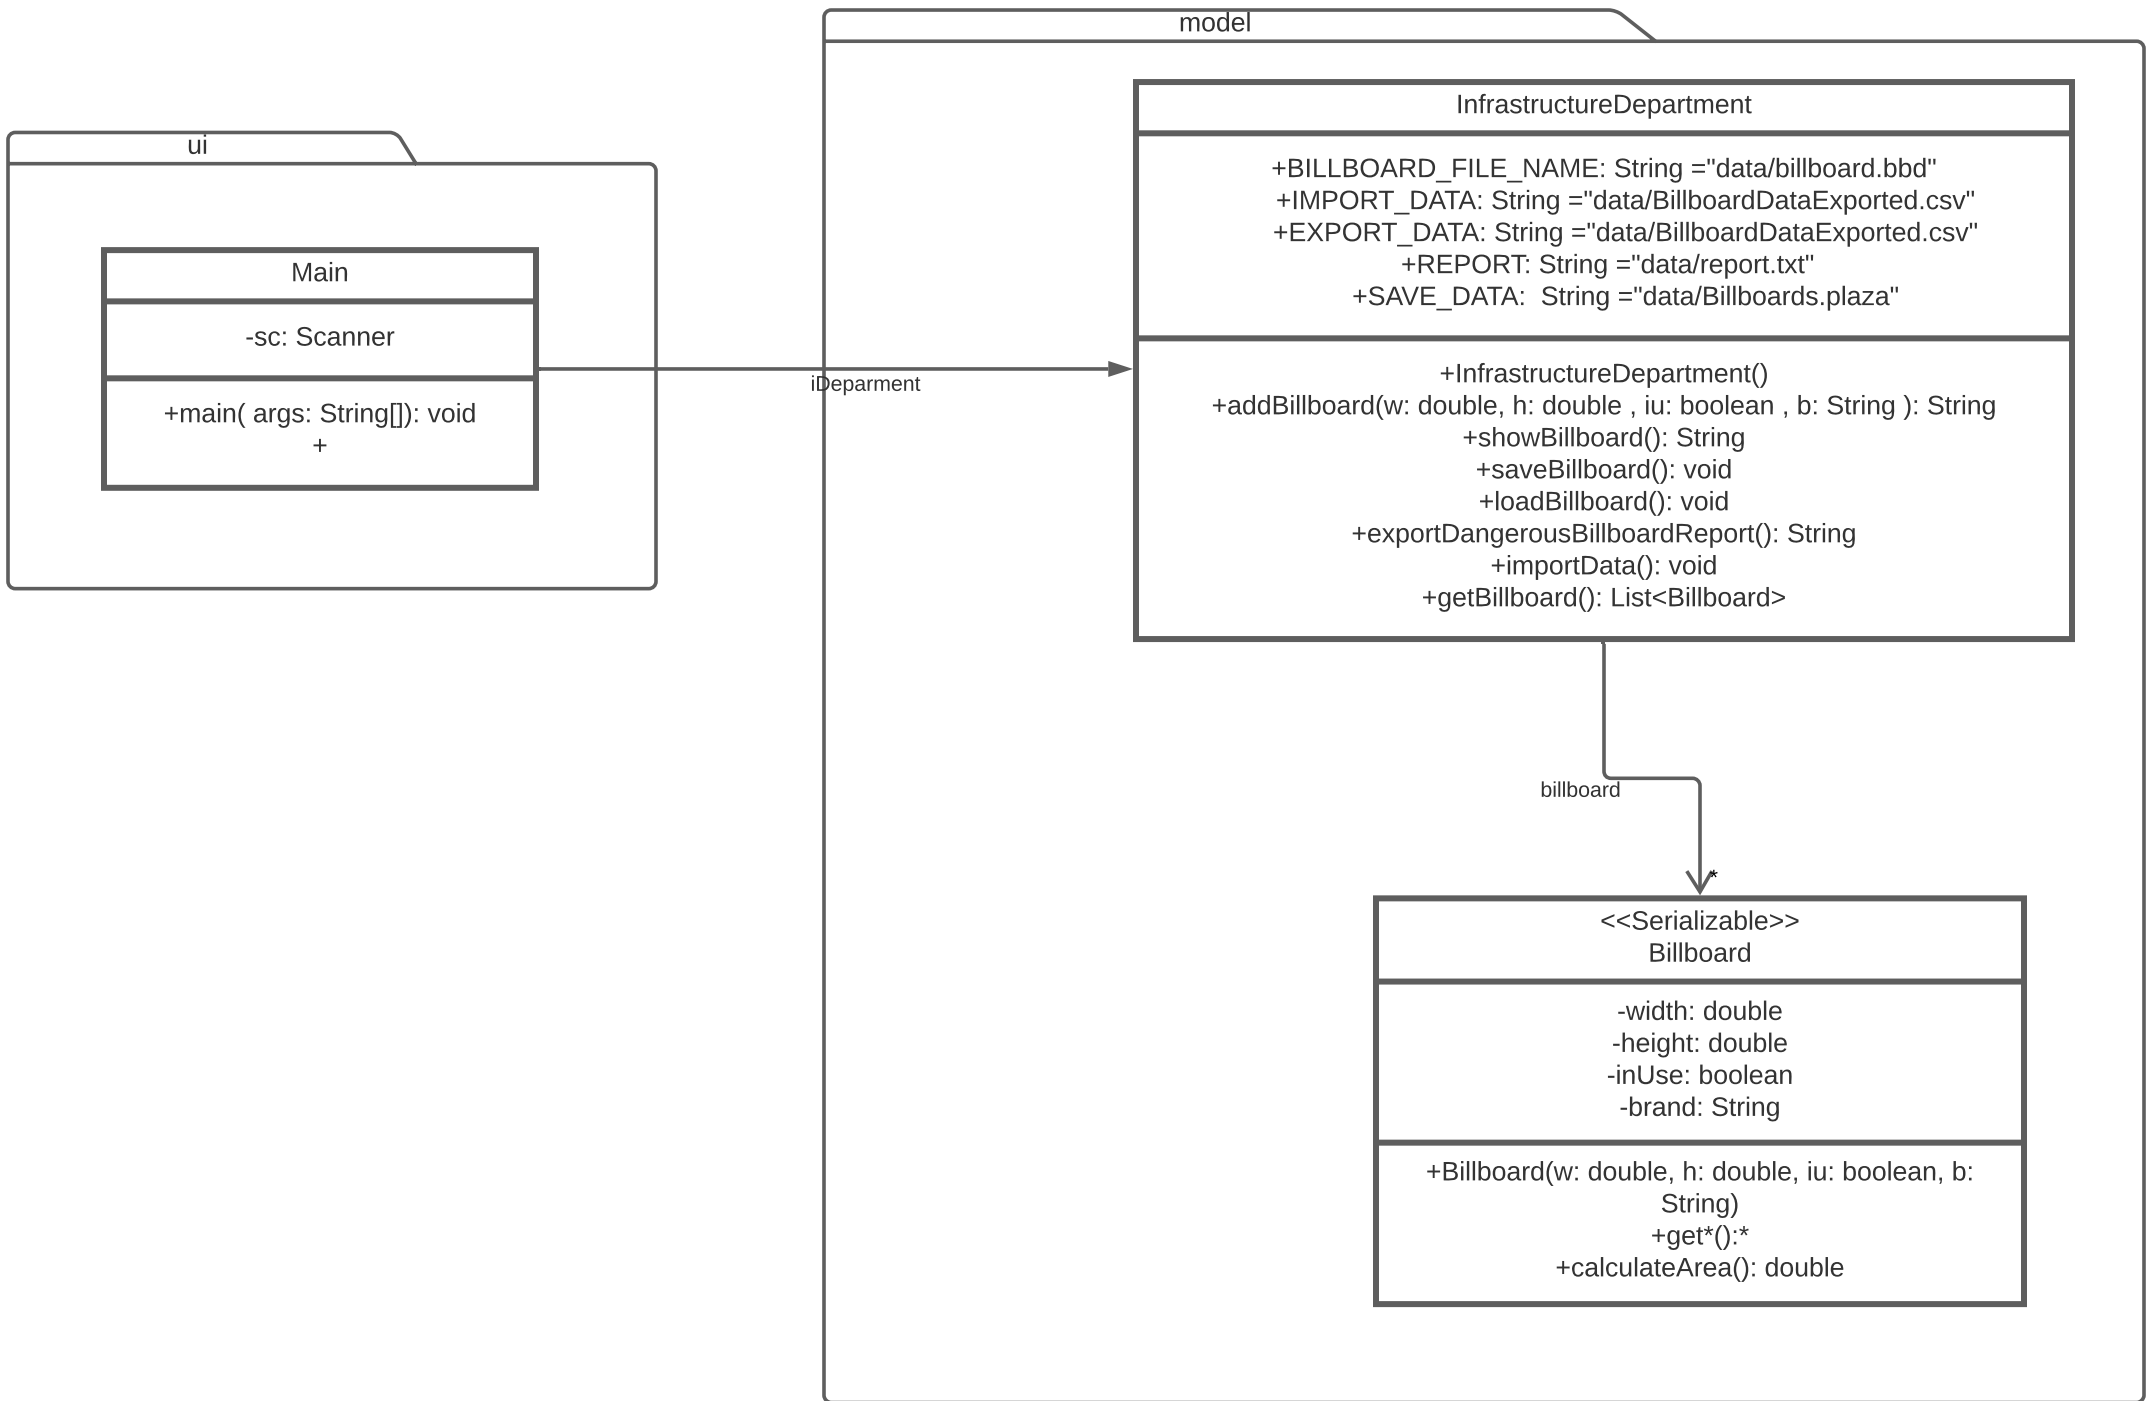 ui
Main
-sc: Scanner
+main( args: String[]): void
+
iDeparment
model
InfrastructureDepartment
+BILLBOARD_FILE_NAME: String ="data/billboard.bbd"
+IMPORT_DATA: String ="data/BillboardDataExported.csv"
+EXPORT_DATA: String ="data/BillboardDataExported.csv"
+REPORT: String ="data/report.txt"
+SAVE_DATA:  String ="data/Billboards.plaza"
+InfrastructureDepartment()
+addBillboard(w: double, h: double , iu: boolean , b: String ): String
+showBillboard(): String
+saveBillboard(): void
+loadBillboard(): void
+exportDangerousBillboardReport(): String
+importData(): void
+getBillboard(): List<Billboard>
billboard
*
<<Serializable>>
Billboard
-width: double
-height: double
-inUse: boolean
-brand: String
+Billboard(w: double, h: double, iu: boolean, b:
String)
+get*():*
+calculateArea(): double